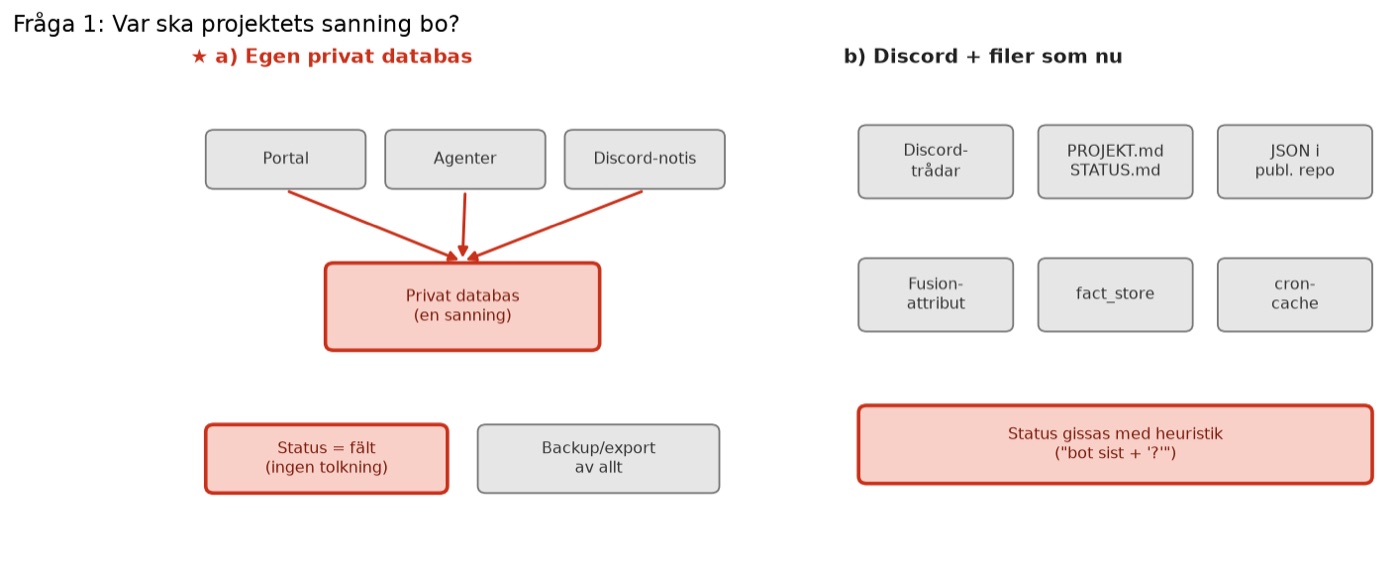 Fråga 1: Var ska projektets sanning bo?
★ a) Egen privat databas
Portal
Agenter
Discord-notis
Privat databas
(en sanning)
Status = fält
(ingen tolkning)
Backup/export
av allt
b) Discord + filer som nu
Discord-
trådar
PROJEKT.md
STATUS.md
JSON i
publ. repo
Fusion-
attribut
fact_store
cron-
cache
Status gissas med heuristik
("bot sist + '?'")